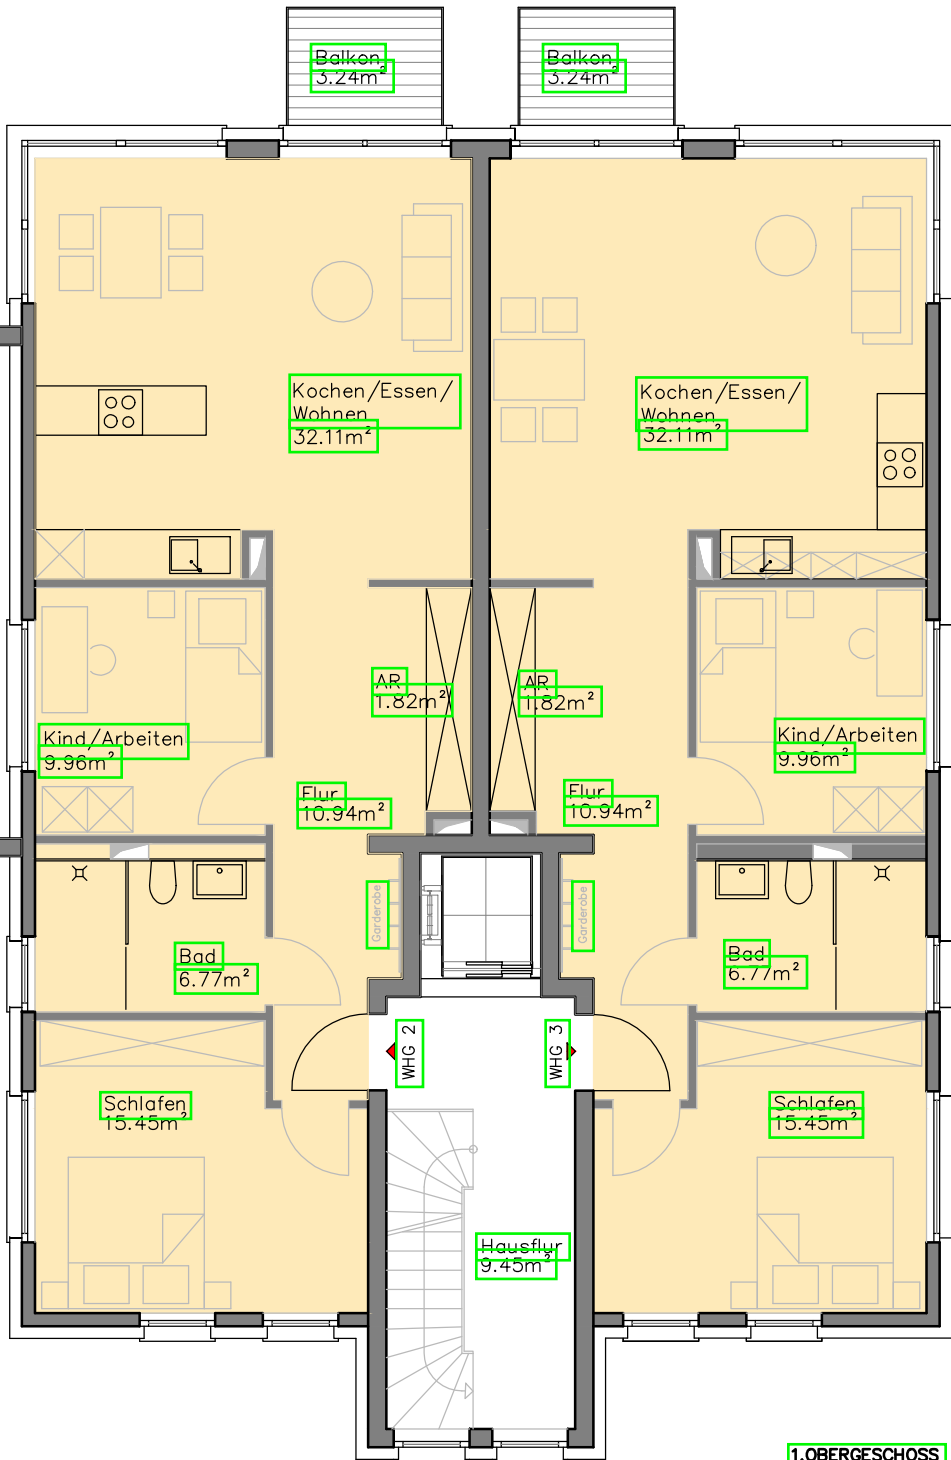 Balkon
3.24m²
Balkon
3.24m²
Kochen/Essen/
Wohnen
32.11m²
Kochen/Essen/
Wohnen
32.11m²
AR
1.82m²
AR
1.82m²
Kind/Arbeiten
9.96m²
Kind/Arbeiten
9.96m²
Flur
10.94m²
Flur
10.94m²
Garderobe
Garderobe
Bad
6.77m²
Bad
6.77m²
WHG 2
WHG 3
Schlafen
15.45m²
Schlafen
15.45m²
Hausflur
9.45m²
1.OBERGESCHOSS